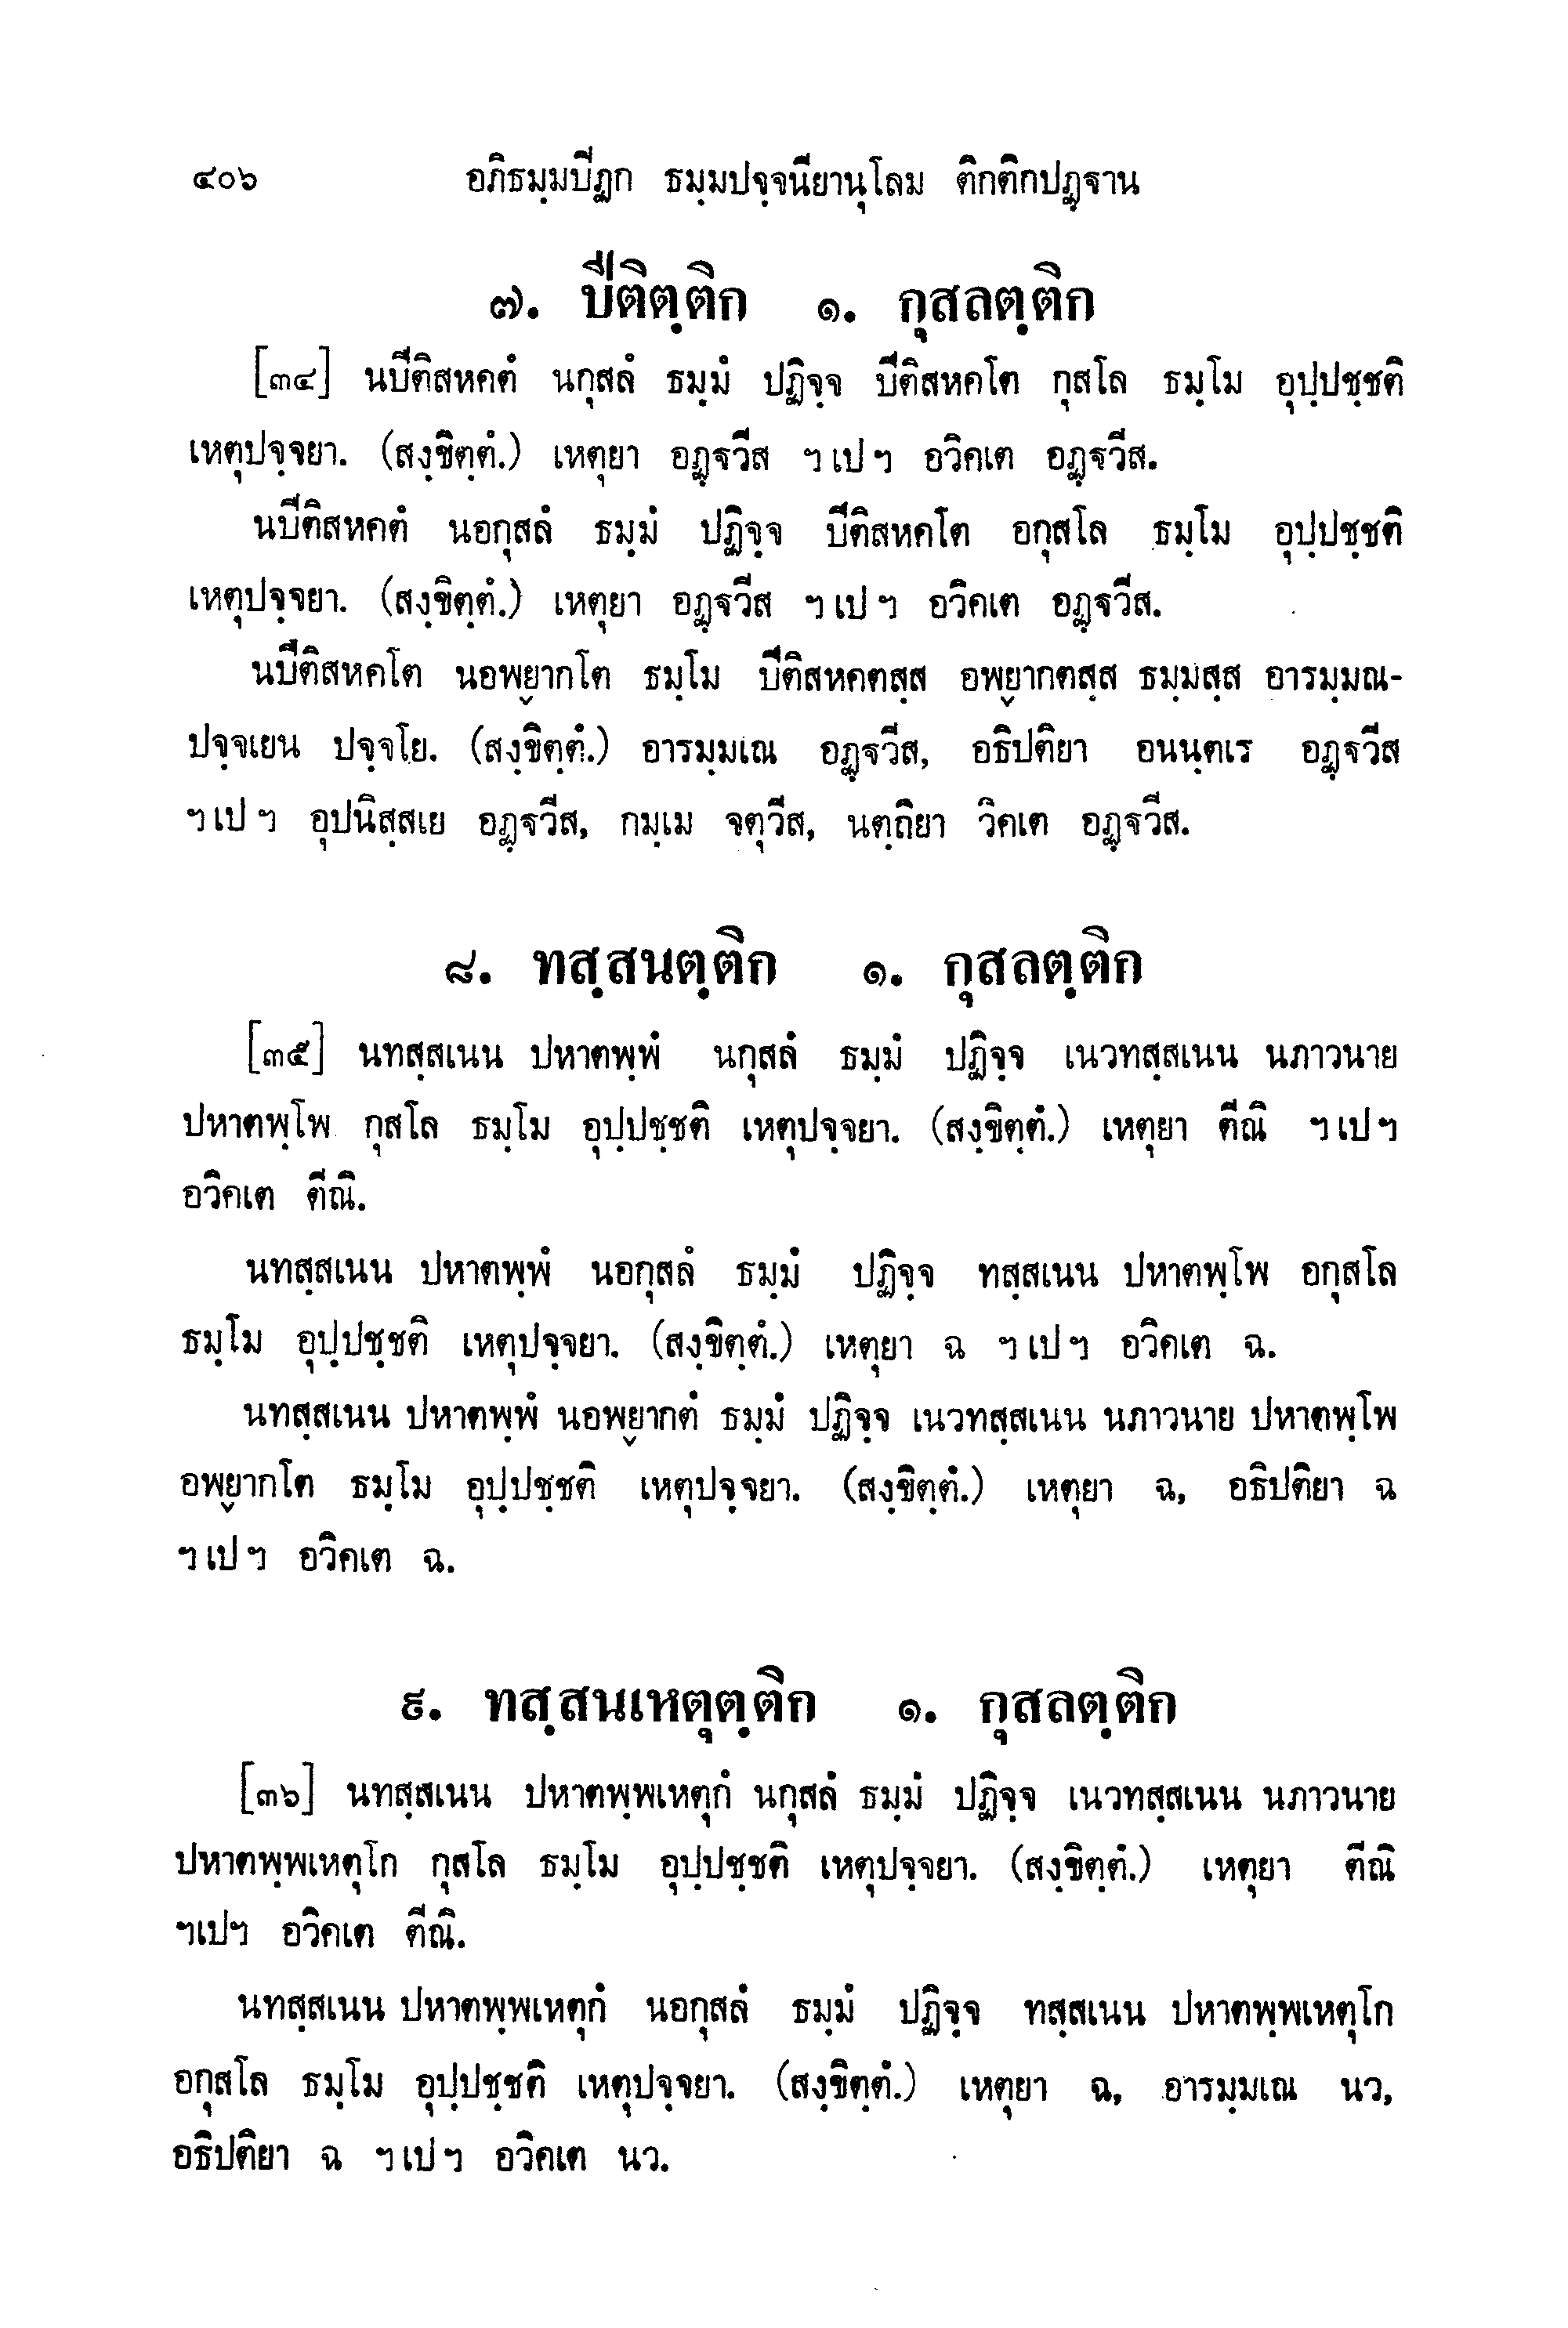 ๔๐๖ อภิธมฺมปีฏก ธมฺมปจฺจนียานุโลม ติกติกปฏฺฐาน
๗. ปีติตฺติก ๑. กุสลตฺติก
[๓๔] นปีติสหคตํ นกุสลํ ธมฺมํ ปฏิจฺจ ปีติสหคโต กุสโล ธมฺโม อุปฺปชฺชติ
เหตุปจฺจยา. (สงฺขิตฺตํ.) เหตุยา อฏฺฐวีส ฯเปฯ อวิคเต อฏฺฐวีส.
นปีติสหคตํ นอกุสลํ ธมฺมํ ปฏิจฺจ ปีติสหคโต อกุสโล ธมฺโม อุปฺปชฺชติ
เหตุปจฺจยา. (สงฺขิตฺตํ.) เหตุยา อฏฺฐวีส ฯเปฯ อวิคเต อฏฺฐวีส.
นปีติสหคโต นอพฺยากโต ธมฺโม ปีติสหคตสฺส อพฺยากตสฺส ธมฺมสฺส อารมฺมณ-
ปจฺจเยน ปจฺจโย. (สงฺขิตฺตํ.) อารมฺมเณ อฏฺฐวีส, อธิปติยา อนนฺตเร อฏฺฐวีส
ฯเปฯ อุปนิสฺสเย อฏฺฐวีส, กมฺเม จตุวีส, นตฺถิยา วิคเต อฏฺฐวีส.
๘. ทสฺสนตฺติก ๑. กุสลตฺติก
[๓๕] นทสฺสเนน ปหาตพฺพํ นกุสลํ ธมฺมํ ปฏิจฺจ เนวทสฺสเนน นภาวนาย
ปหาตพฺโพ กุสโล ธมฺโม อุปฺปชฺชติ เหตุปจฺจยา. (สงฺขิตฺตํ.) เหตุยา ตีณิ ฯเปฯ
อวิคเต ตีณิ.
นทสฺสเนน ปหาตพฺพํ นอกุสลํ ธมฺมํ ปฏิจฺจ ทสฺสเนน ปหาตพฺโพ อกุสโล
ธมฺโม อุปฺปชฺชติ เหตุปจฺจยา. (สงฺขิตฺตํ.) เหตุยา ฉ ฯเปฯ อวิคเต ฉ.
นทสฺสเนน ปหาตพฺพํ นอพฺยากตํ ธมฺมํ ปฏิจฺจ เนวทสฺสเนน นภาวนาย ปหาตพฺโพ
อพฺยากโต ธมฺโม อุปฺปชฺชติ เหตุปจฺจยา. (สงฺขิตฺตํ.) เหตุยา ฉ, อธิปติยา ฉ
ฯเปฯ อวิคเต ฉ.
๙. ทสฺสนเหตุตฺติก ๑. กุสลตฺติก
[๓๖] นทสฺสเนน ปหาตพฺพเหตุกํ นกุสลํ ธมฺมํ ปฏิจฺจ เนวทสฺสเนน นภาวนาย
ปหาตพฺพเหตุโก กุสโล ธมฺโม อุปฺปชฺชติ เหตุปจฺจยา. (สงฺขิตฺตํ.) เหตุยา ตีณิ
ฯเปฯ อวิคเต ตีณิ.
นทสฺสเนน ปหาตพฺพเหตุกํ นอกุสลํ ธมฺมํ ปฏิจฺจ ทสฺสเนน ปหาตพฺพเหตุโก
อกุสโล ธมฺโม อุปฺปชฺชติ เหตุปจฺจยา. (สงฺขิตฺตํ.) เหตุยา ฉ, อารมฺมเณ นว,
อธิปติยา ฉ ฯเปฯ อวิคเต นว.